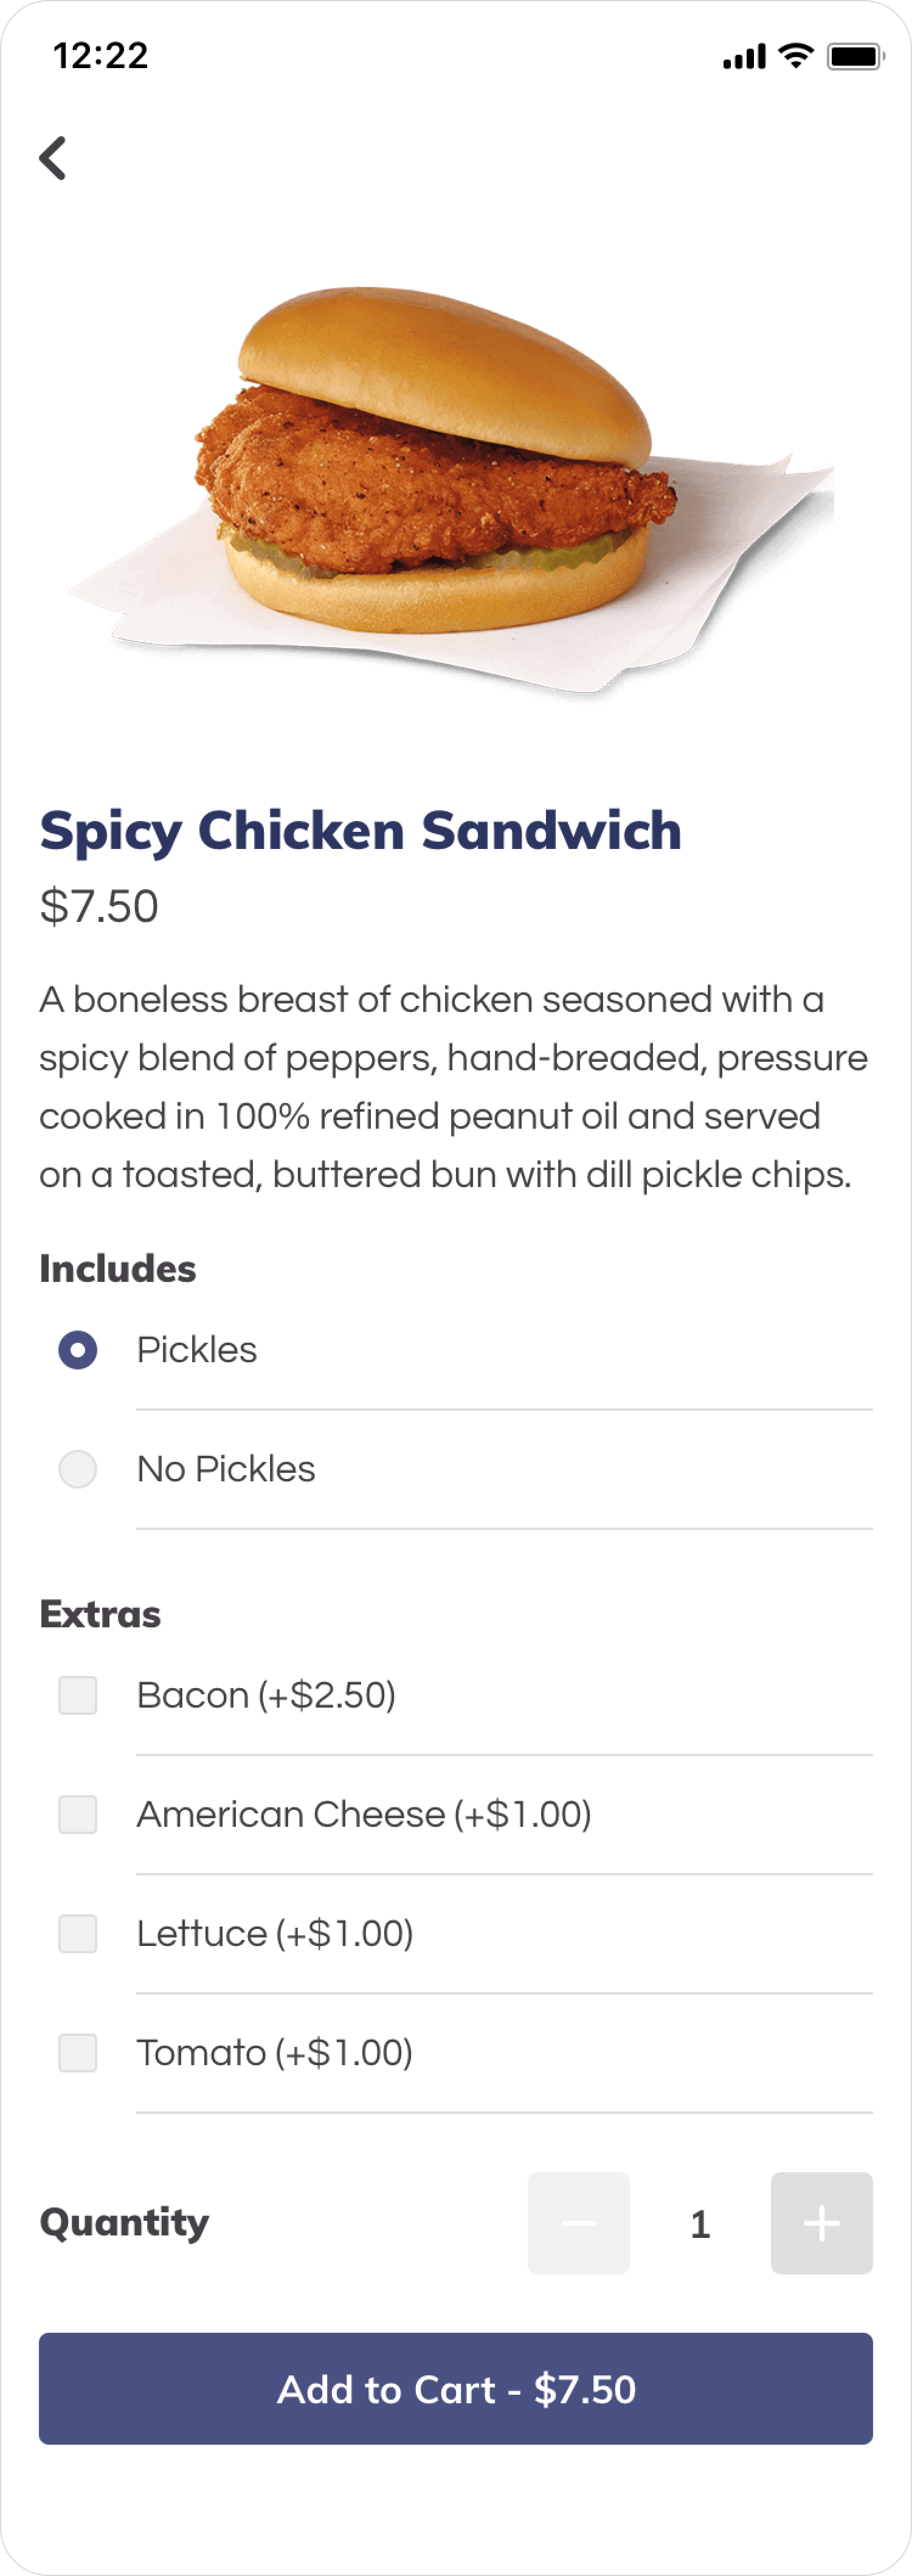 12:22
Spicy Chicken Sandwich
$7.50
A boneless breast of chicken seasoned with a
spicy blend of peppers, hand-breaded, pressure
cooked in 100% refined peanut oil and served
on a toasted, buttered bun with dill pickle chips.
Includes
Pickles
No Pickles
Extras
Bacon (+$2.50)
American Cheese (+$1.00)
Lettuce (+$1.00)
Tomato (+$1.00)
Quantity − 1 +
Add to Cart - $7.50